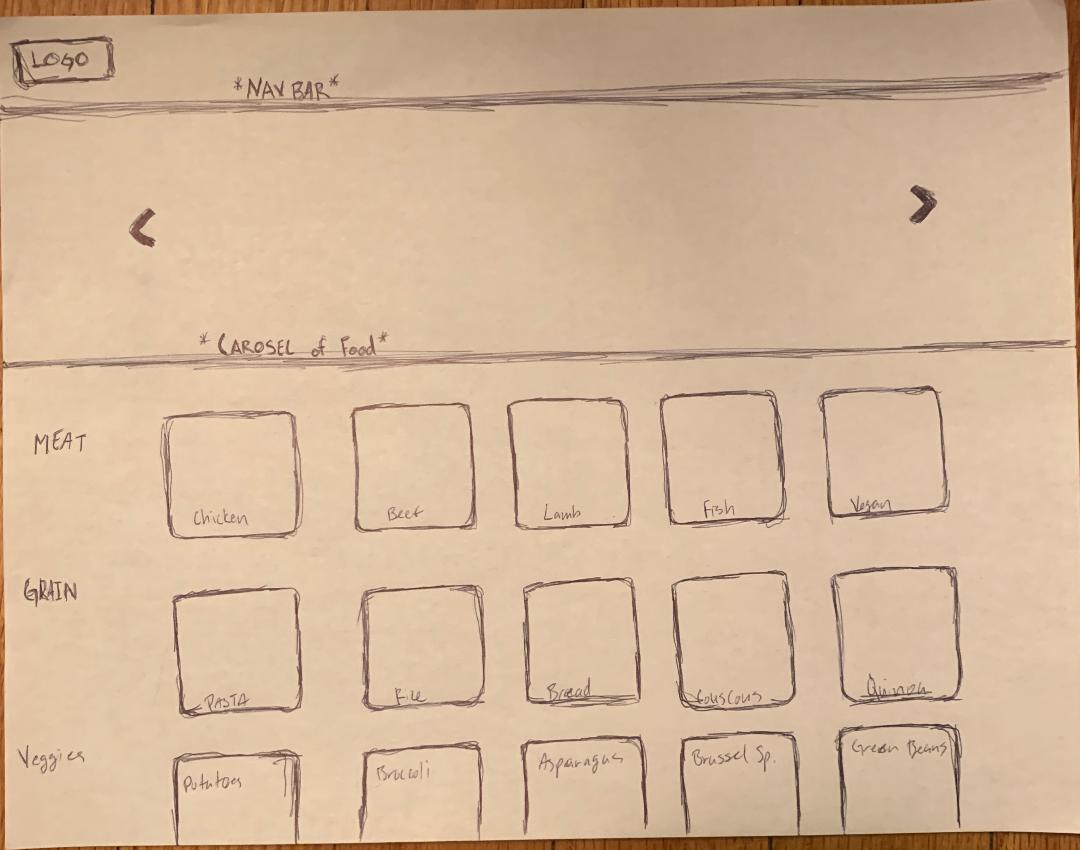 LOGO
*NAV BAR*
*CAROSEL of Food*
MEAT
Chicken
Beef
Lamb
Fish
Vegan
GRAIN
PASTA
Rice
Bread
Couscous
Quinoa
Veggies
Potatoes
Broccoli
Asparagus
Brussel Sp.
Green Beans